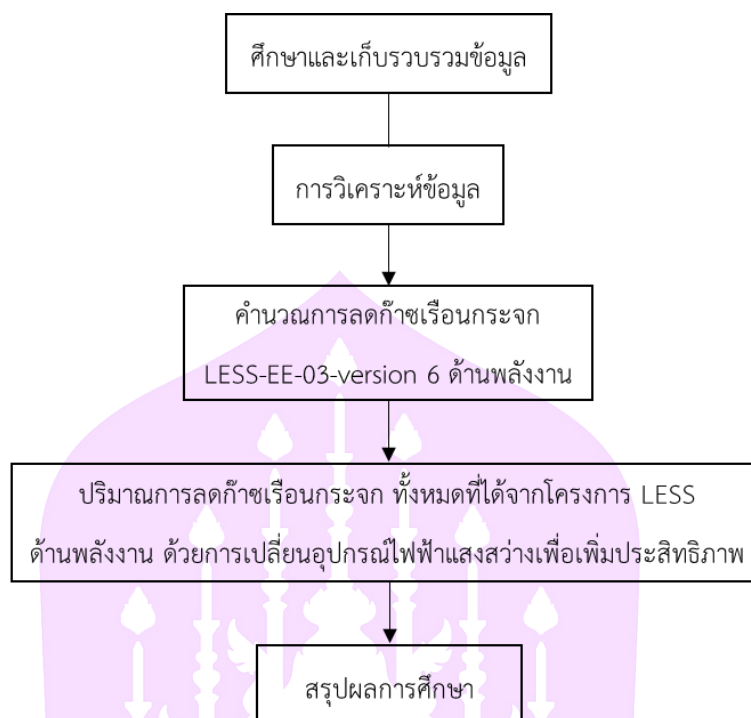 ศึกษาและเก็บรวบรวมข้อมูล
การวิเคราะห์ข้อมูล
คำนวณการลดก๊าซเรือนกระจก
LESS-EE-03-version 6 ด้านพลังงาน
ปริมาณการลดก๊าซเรือนกระจก ทั้งหมดที่ได้จากโครงการ LESS
ด้านพลังงาน ด้วยการเปลี่ยนอุปกรณ์ไฟฟ้าแสงสว่างเพื่อเพิ่มประสิทธิภาพ
สรุปผลการศึกษา